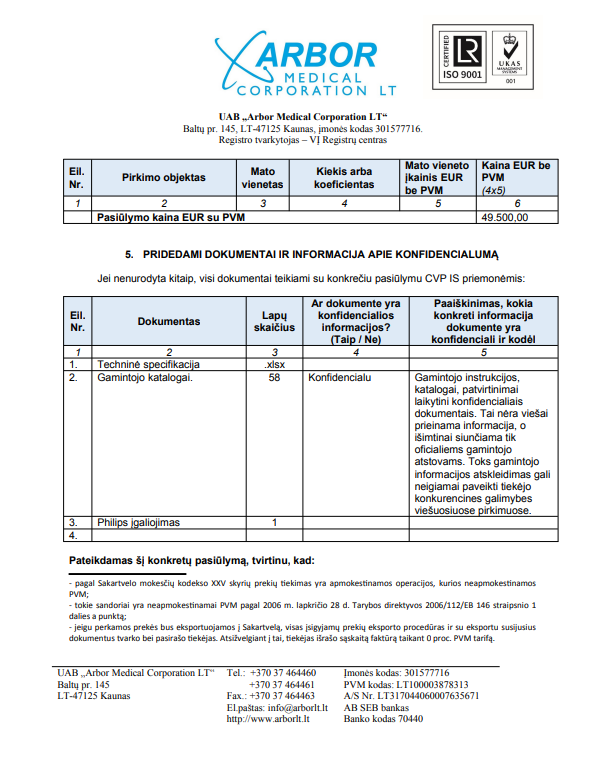 ARBOR
MEDICAL
CORPORATION LT
CERTIFIED
LR
ISO 9001
UKAS
MANAGEMENT
SYSTEMS
001
UAB „Arbor Medical Corporation LT“
Baltų pr. 145, LT-47125 Kaunas, įmonės kodas 301577716.
Registro tvarkytojas – VĮ Registrų centras
Eil. Nr. Pirkimo objektas Mato vienetas Kiekis arba koeficientas Mato vieneto įkainis EUR be PVM Kaina EUR be PVM (4x5)
1 2 3 4 5 6
Pasiūlymo kaina EUR su PVM 49.500,00
5. PRIDEDAMI DOKUMENTAI IR INFORMACIJA APIE KONFIDENCIALUMĄ
Jei nenurodyta kitaip, visi dokumentai teikiami su konkrečiu pasiūlymu CVP IS priemonėmis:
Eil. Nr. Dokumentas Lapų skaičius Ar dokumente yra konfidencialios informacijos? (Taip / Ne) Paaiškinimas, kokia konkreti informacija dokumente yra konfidenciali ir kodėl
1 2 3 4 5
1. Techninė specifikacija .xlsx
2. Gamintojo katalogai. 58 Konfidencialu Gamintojo instrukcijos,
katalogai, patvirtinimai
laikytini konfidencialiais
dokumentais. Tai nėra viešai
prieinama informacija, o
išimtinai siunčiama tik
oficialiems gamintojo
atstovams. Toks gamintojo
informacijos atskleidimas gali
neigiamai paveikti tiekėjo
konkurencines galimybes
viešuosiuose pirkimuose.
3. Philips įgaliojimas 1
4.
Pateikdamas šį konkretų pasiūlymą, tvirtinu, kad:
- pagal Sakartvelo mokesčių kodekso XXV skyrių prekių tiekimas yra apmokestinamos operacijos, kurios neapmokestinamos
PVM;
- tokie sandoriai yra neapmokestinamai PVM pagal 2006 m. lapkričio 28 d. Tarybos direktyvos 2006/112/EB 146 straipsnio 1
dalies a punktą;
- jeigu perkamos prekės bus eksportuojamos į Sakartvelą, visas įsigyjamų prekių eksporto procedūras ir su eksportu susijusius
dokumentus tvarko bei pasirašo tiekėjas. Atsižvelgiant į tai, tiekėjas išrašo sąskaitą faktūrą taikant 0 proc. PVM tarifą.
UAB „Arbor Medical Corporation LT“ Tel.: +370 37 464460 Įmonės kodas: 301577716
Baltų pr. 145 +370 37 464461 PVM kodas: LT100003878313
LT-47125 Kaunas Fax.: +370 37 464463 A/S Nr. LT317044060007635671
El.paštas: info@arborlt.lt AB SEB bankas
http://www.arborlt.lt Banko kodas 70440